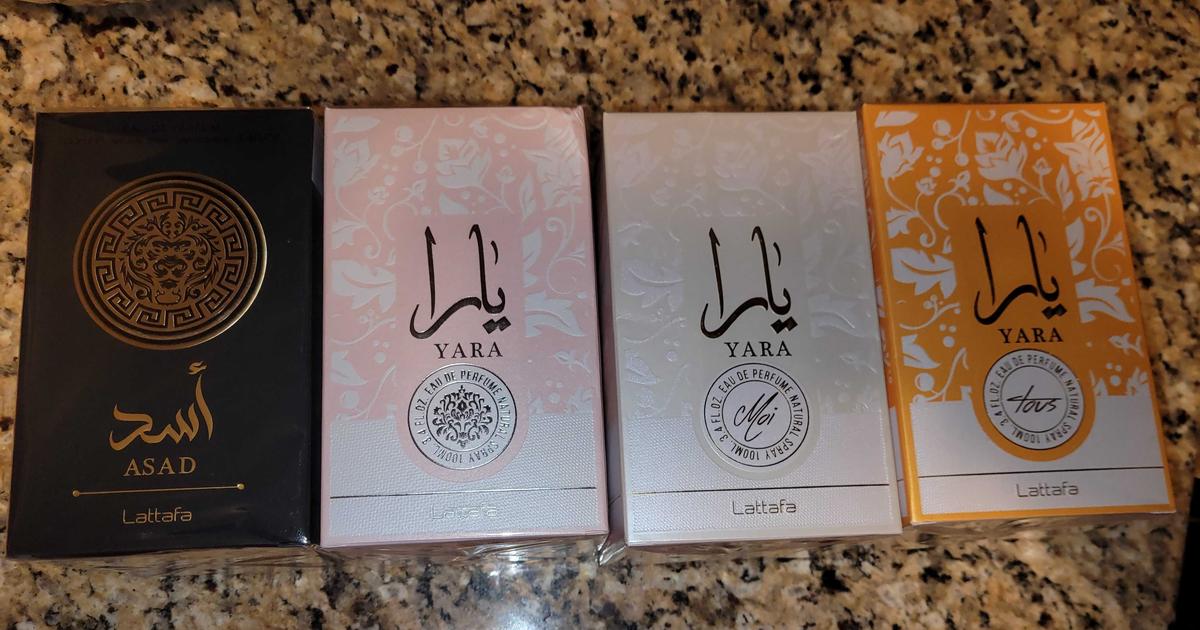 أسد
ASAD
Lattafa
يارا
YARA
EAU DE PERFUME NATURAL SPRAY 100ML. 3.4 FL.OZ.
Lattafa
يارا
YARA
EAU DE PERFUME NATURAL SPRAY 100ML. 3.4 FL.OZ.
Moi
Lattafa
يارا
YARA
EAU DE PERFUME NATURAL SPRAY 100ML. 3.4 FL.OZ.
tous
Lattafa